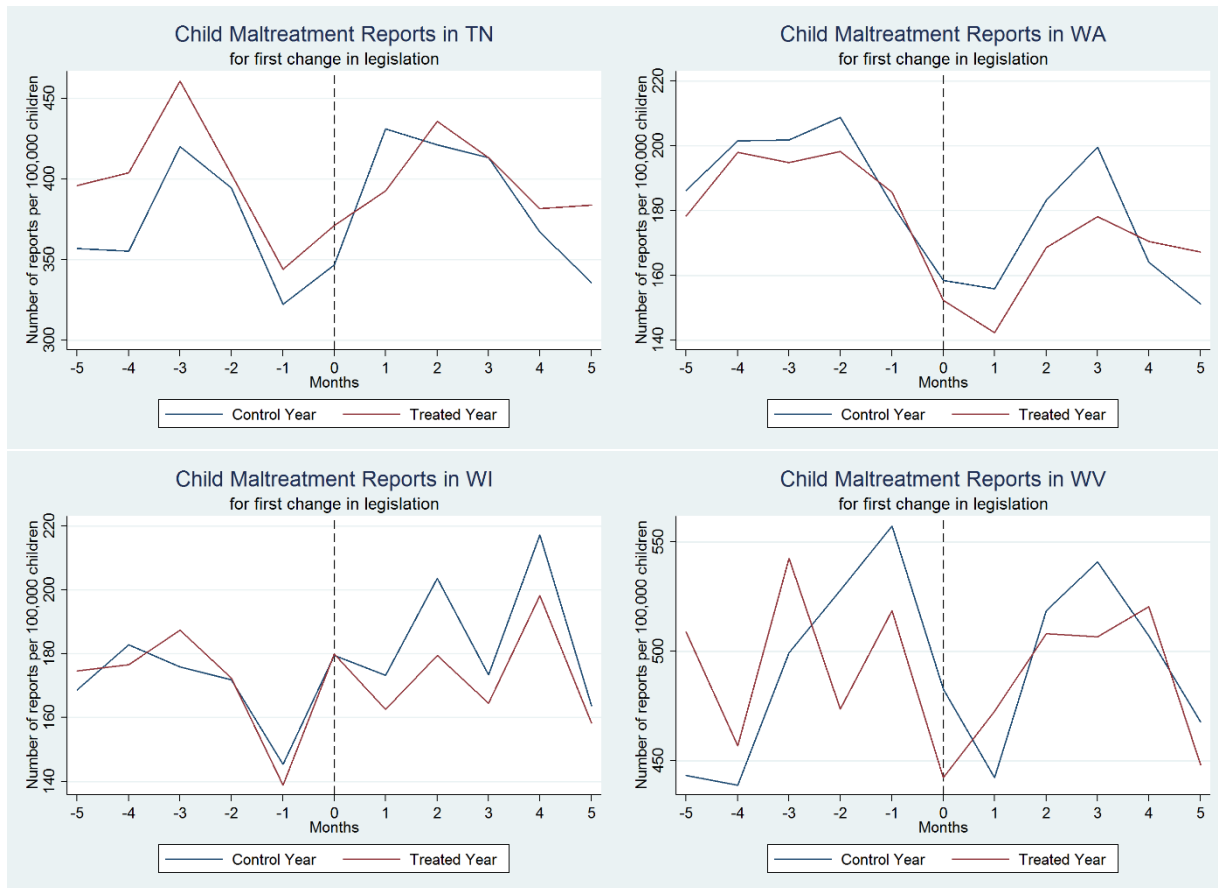 Child Maltreatment Reports in TN
for first change in legislation
Number of reports per 100,000 children
450
400
350
300
-5 -4 -3 -2 -1 0 1 2 3 4 5
Months
Control Year Treated Year
Child Maltreatment Reports in WA
for first change in legislation
Number of reports per 100,000 children
220
200
180
160
140
-5 -4 -3 -2 -1 0 1 2 3 4 5
Months
Control Year Treated Year
Child Maltreatment Reports in WI
for first change in legislation
Number of reports per 100,000 children
220
200
180
160
140
-5 -4 -3 -2 -1 0 1 2 3 4 5
Months
Control Year Treated Year
Child Maltreatment Reports in WV
for first change in legislation
Number of reports per 100,000 children
550
500
450
-5 -4 -3 -2 -1 0 1 2 3 4 5
Months
Control Year Treated Year